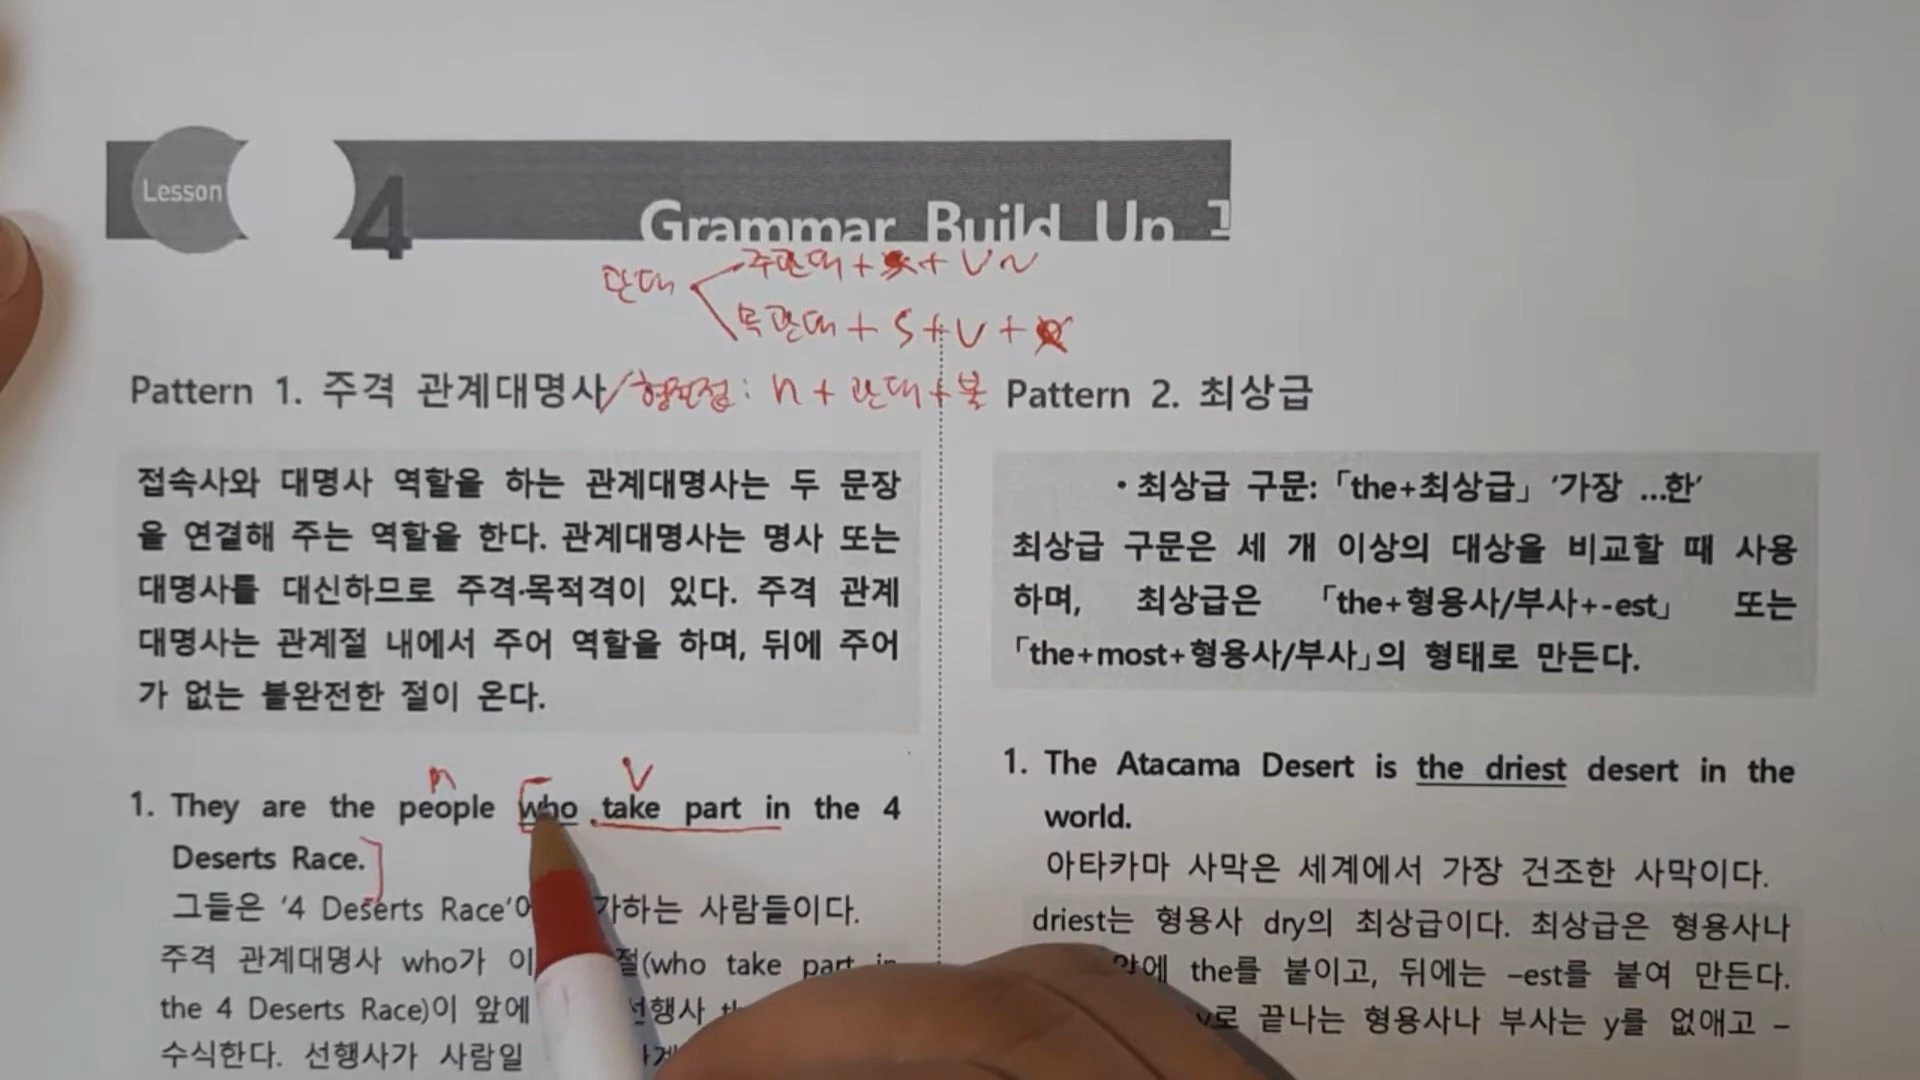 Lesson
4
Grammar Build Up
관대
주관대 + + V ~
목관대 + S + V +
Pattern 1. 주격 관계대명사 / 형전접: n + 관대 + 불
접속사와 대명사 역할을 하는 관계대명사는 두 문장
을 연결해 주는 역할을 한다. 관계대명사는 명사 또는
대명사를 대신하므로 주격·목적격이 있다. 주격 관계
대명사는 관계절 내에서 주어 역할을 하며, 뒤에 주어
가 없는 불완전한 절이 온다.
n V
1. They are the people who take part in the 4
Deserts Race.
그들은 ‘4 Deserts Race’에 가하는 사람들이다.
주격 관계대명사 who가 이 절(who take part in
the 4 Deserts Race)이 앞에 선행사
수식한다. 선행사가 사람일
Pattern 2. 최상급
• 최상급 구문:「the+최상급」 ‘가장 …한’
최상급 구문은 세 개 이상의 대상을 비교할 때 사용
하며, 최상급은 「the+형용사/부사+-est」 또는
「the+most+형용사/부사」의 형태로 만든다.
1. The Atacama Desert is the driest desert in the
world.
아타카마 사막은 세계에서 가장 건조한 사막이다.
driest는 형용사 dry의 최상급이다. 최상급은 형용사나
앞에 the를 붙이고, 뒤에는 –est를 붙여 만든다.
y로 끝나는 형용사나 부사는 y를 없애고 –